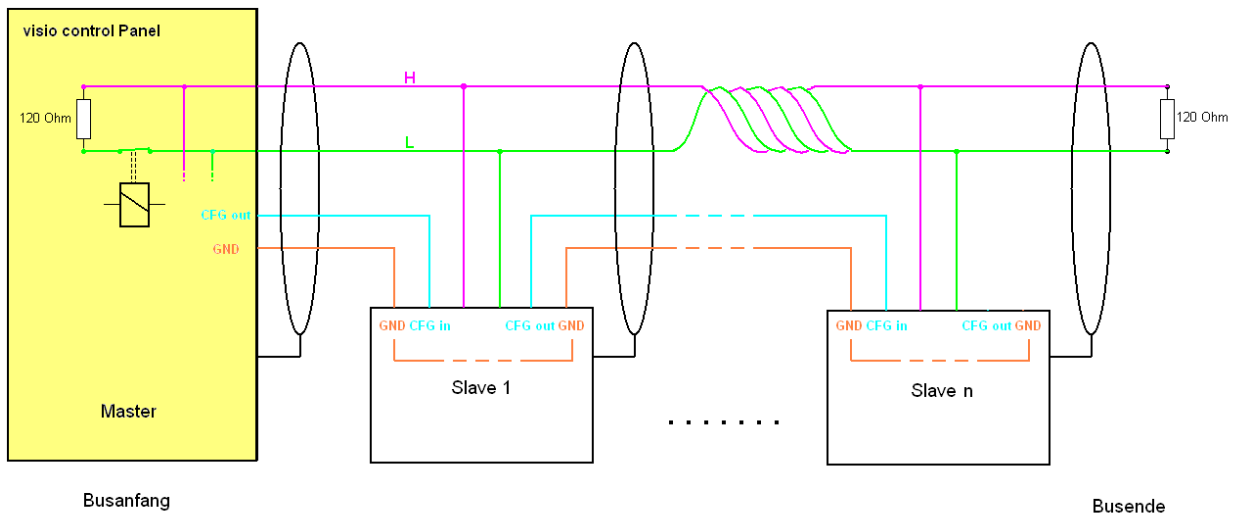 visio control Panel
H
120 Ohm
120 Ohm
L
CFG out
GND
GND CFG in
CFG out GND
GND CFG in
CFG out GND
Slave 1
Slave n
Master
.......
Busanfang
Busende